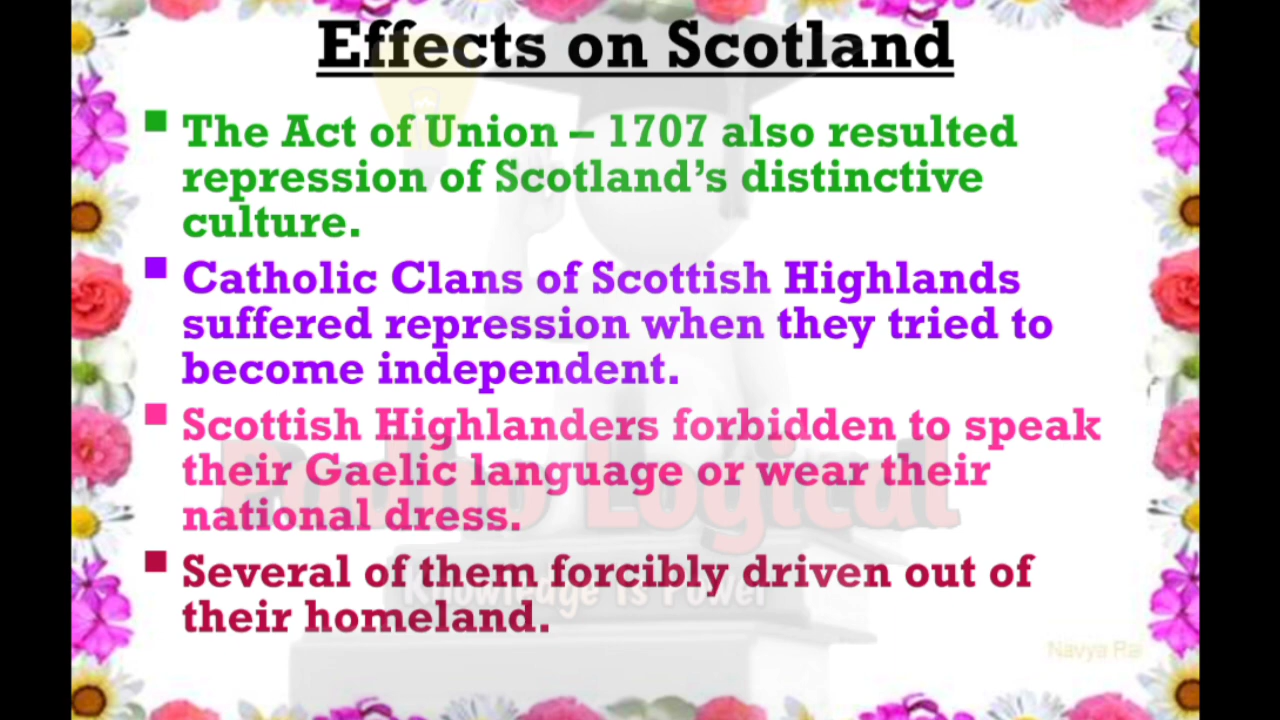 Effects on Scotland
The Act of Union – 1707 also resulted
repression of Scotland’s distinctive
culture.
Catholic Clans of Scottish Highlands
suffered repression when they tried to
become independent.
Scottish Highlanders forbidden to speak
their Gaelic language or wear their
national dress.
Several of them forcibly driven out of
their homeland.
Logical
Knowledge is Power
Navya Rai